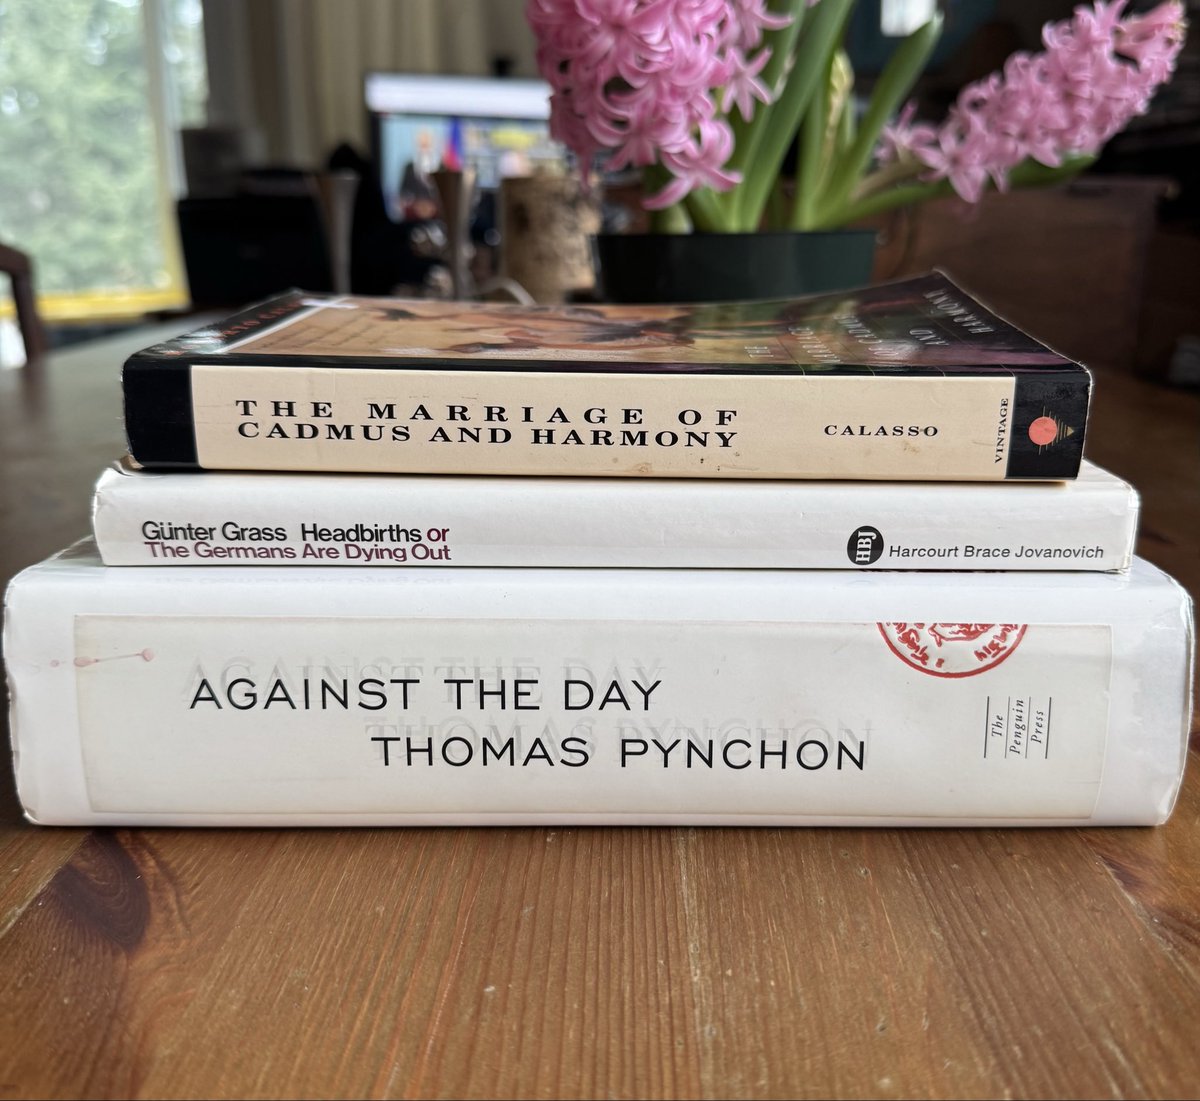 THE MARRIAGE OF
CADMUS AND HARMONY
CALASSO
VINTAGE
Günter Grass Headbirths or
The Germans Are Dying Out
HBJ
Harcourt Brace Jovanovich
AGAINST THE DAY
THOMAS PYNCHON
The
Penguin
Press